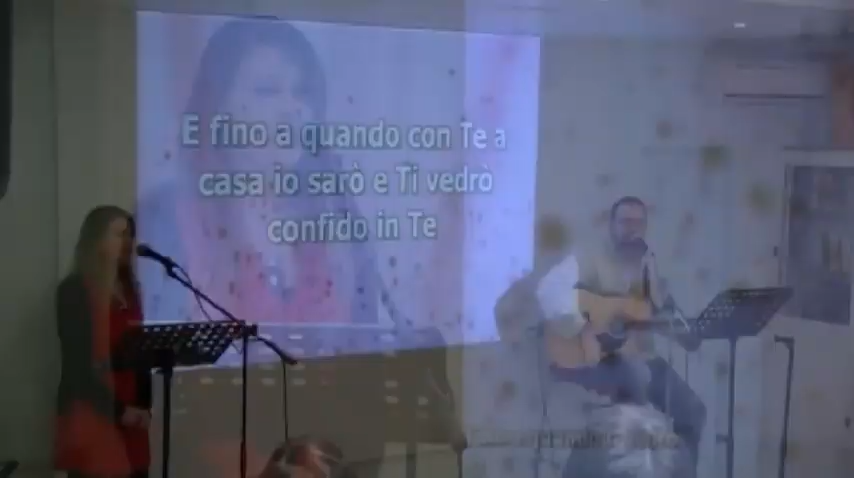 E fino a quando con Te a
casa io sarò e Ti vedrò
confido in Te